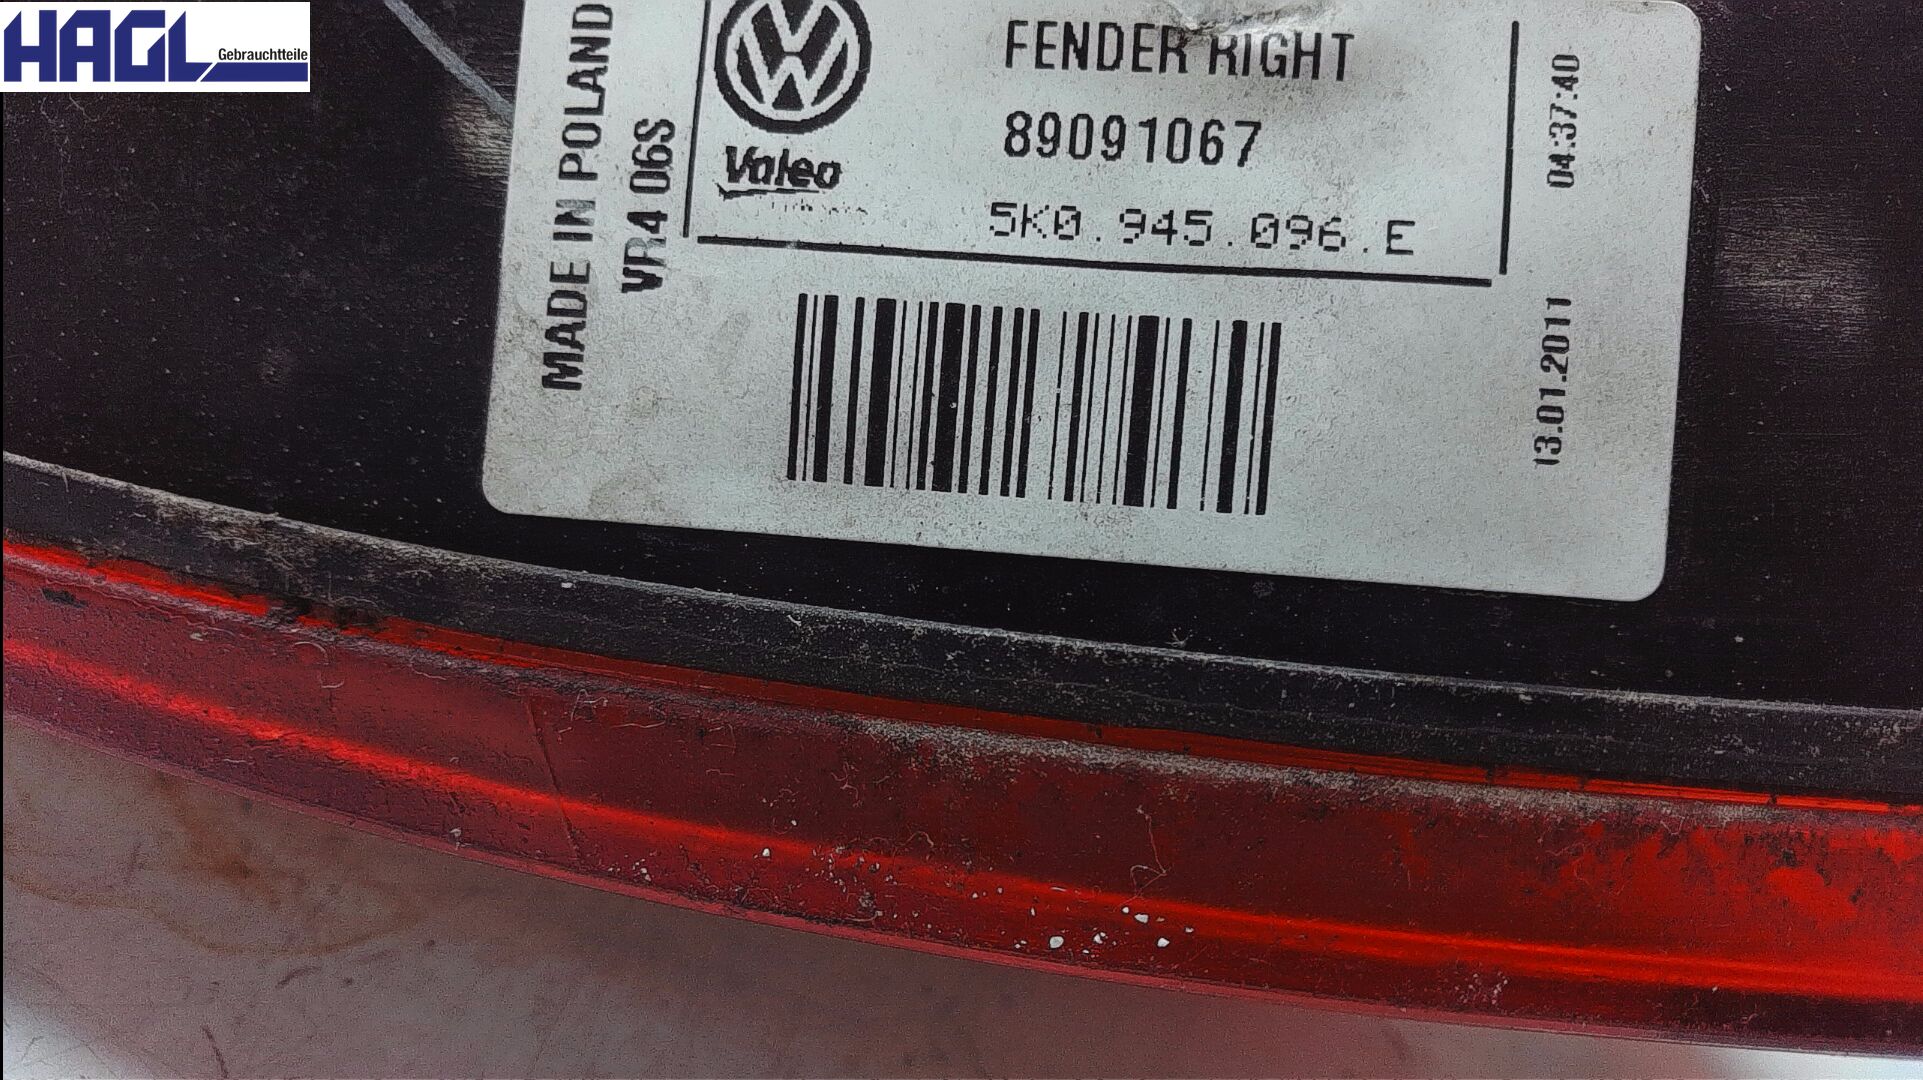 HAGL Gebrauchtteile
MADE IN POLAND
VR4 06S
Valeo
FENDER RIGHT
89091067
5K0.945.096.E
04:37:40
13.01.2011